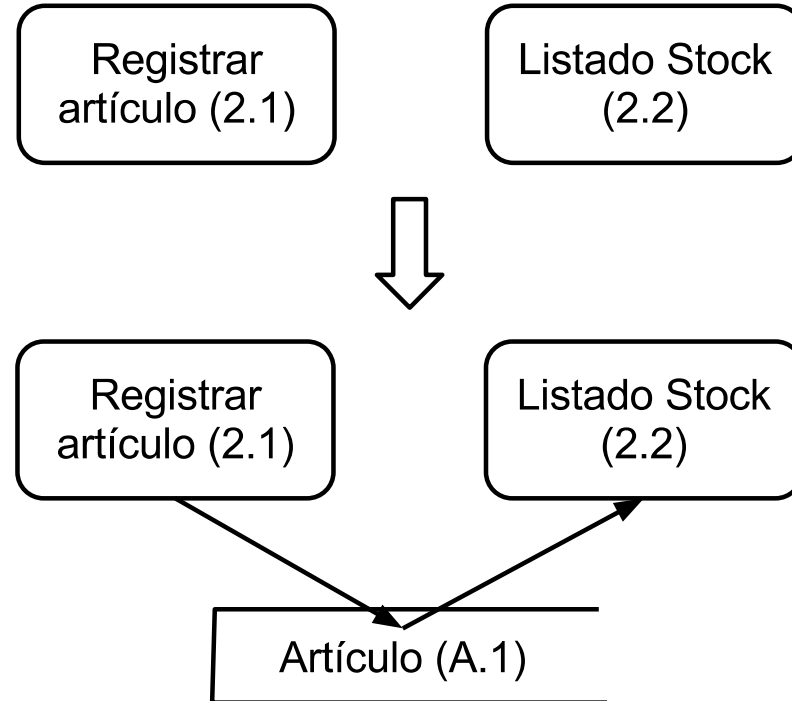 Registrar
artículo (2.1)
Listado Stock
(2.2)
Registrar
artículo (2.1)
Listado Stock
(2.2)
Artículo (A.1)